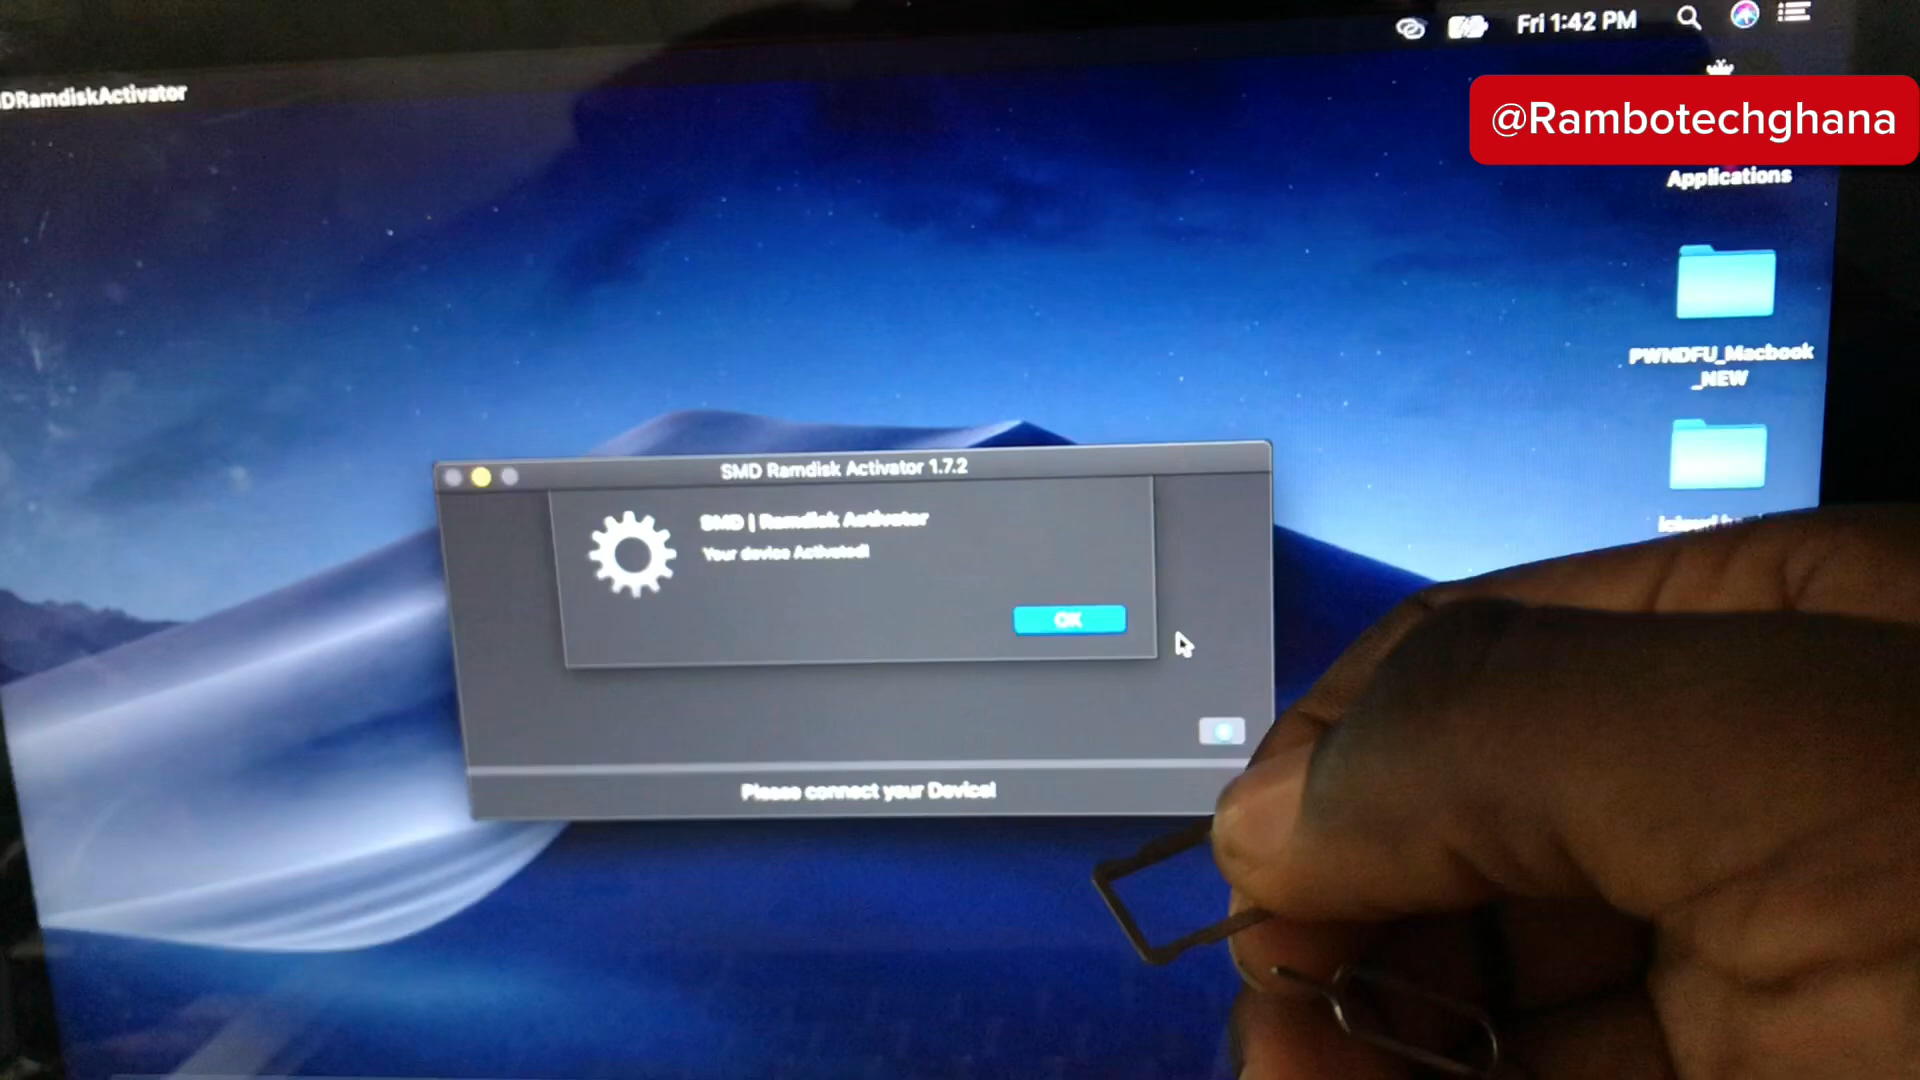 Fri 1:42 PM
DRamdiskActivator
@Rambotechghana
Applications
PWNDFU_Macbook
_NEW
SMD Ramdisk Activator 1.7.2
SMD | Ramdisk Activator
Your device Activated!
OK
Please connect your Device!